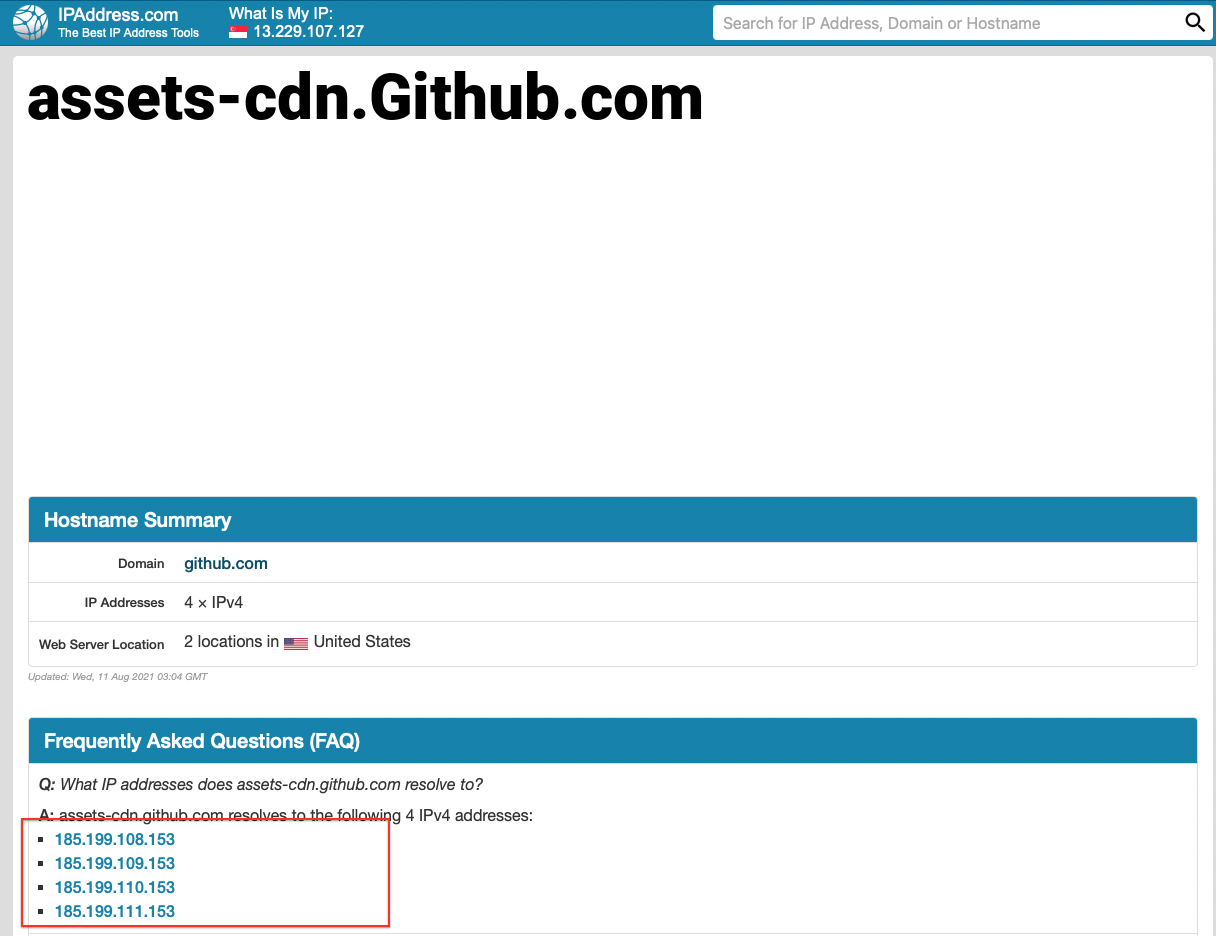 IPAddress.com
The Best IP Address Tools
What Is My IP:
13.229.107.127
Search for IP Address, Domain or Hostname
assets-cdn.Github.com
Hostname Summary
Domain github.com
IP Addresses 4 × IPv4
Web Server Location 2 locations in United States
Updated: Wed, 11 Aug 2021 03:04 GMT
Frequently Asked Questions (FAQ)
Q: What IP addresses does assets-cdn.github.com resolve to?
A: assets-cdn.github.com resolves to the following 4 IPv4 addresses:
185.199.108.153
185.199.109.153
185.199.110.153
185.199.111.153